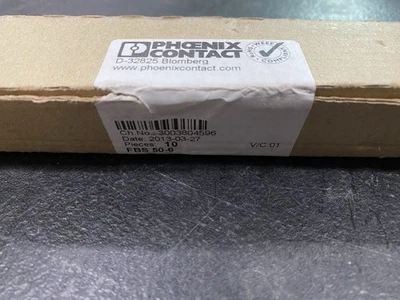 PHOENIX
CONTACT
D-32825 Blomberg
www.phoenixcontact.com
WEEE
Ch.No.: 3003804596
Date: 2013-03-27
Pieces: 10
FBS 50-6
V/C 01